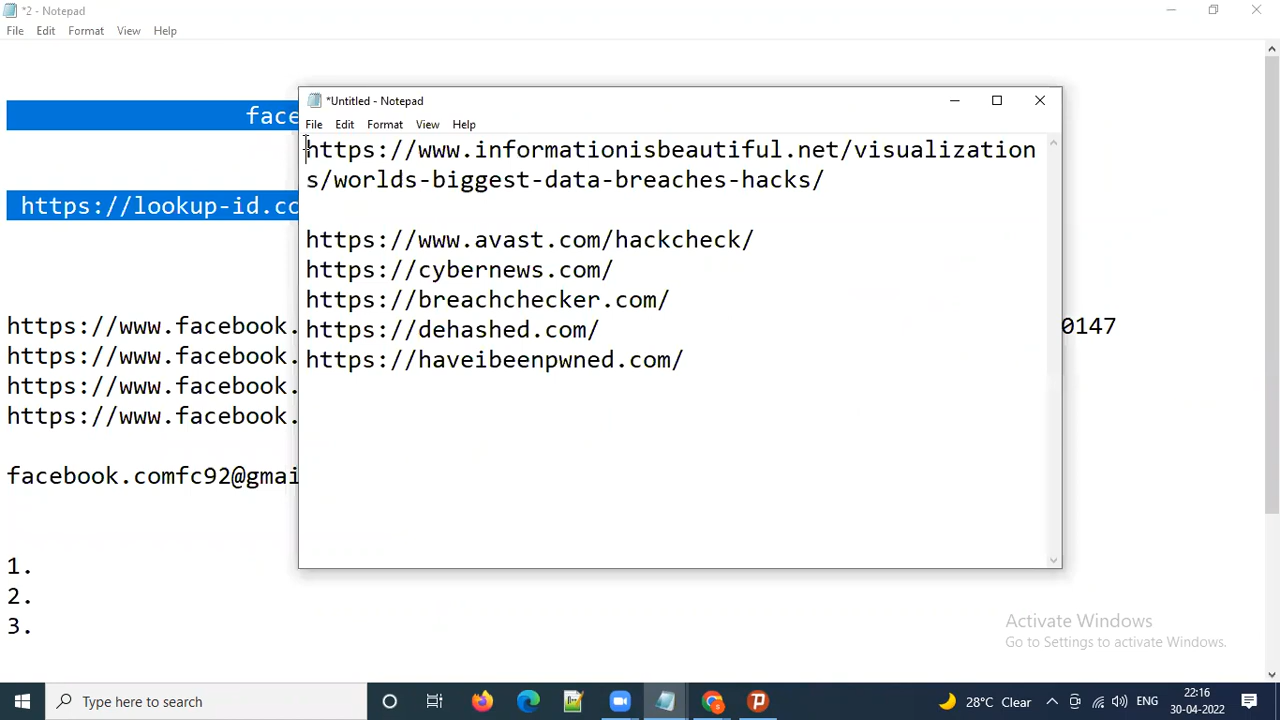 *2 - Notepad
File Edit Format View Help
face
https://lookup-id.co
https://www.facebook.
0147
https://www.facebook.
https://www.facebook.
https://www.facebook.
facebook.comfc92@gmai
1.
2.
3.
*Untitled - Notepad
File Edit Format View Help
https://www.informationisbeautiful.net/visualization
s/worlds-biggest-data-breaches-hacks/
https://www.avast.com/hackcheck/
https://cybernews.com/
https://breachchecker.com/
https://dehashed.com/
https://haveibeenpwned.com/
Activate Windows
Go to Settings to activate Windows.
Type here to search
28°C Clear
ENG
22:16
30-04-2022